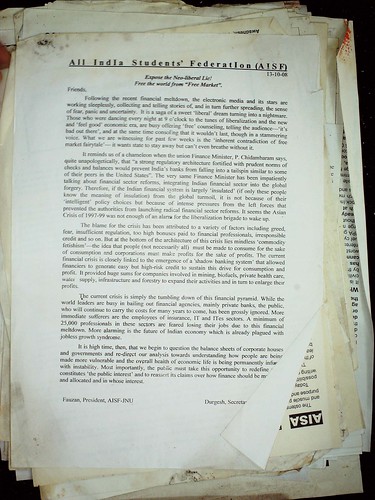 All India Students' Federation (AISF)
13-10-08
Expose the Neo-liberal Lie!
Free the world from "Free Market".
Friends,
Following the recent financial meltdown, the electronic media and its stars are
working sleeplessly, collecting and telling stories of, and in turn further spreading, the sense
of fear, panic and uncertainty. It is a saga of a sweet 'liberal' dream turning into a nightmare.
Those who were dancing every night at 9 o'clock to the tunes of liberalization and the new
and 'feel good' economic era, are busy offering 'free' counseling, telling the audience—'it's
bad out there', and at the same time consoling that it wouldn't last, though in a stammering
voice. What we are witnessing for past few weeks is the 'inherent contradiction of free
market fairytale'— it wants state to stay away but can't even breathe without it.
It reminds us of a chameleon when the union Finance Minister, P. Chidambaram says,
quite unapologetically, that "a strong regulatory architecture fortified with prudent norms of
checks and balances would prevent India's banks from falling into a tailspin similar to some
of their peers in the United States". The very same Finance Minister has been impatiently
talking about financial sector reforms, integrating Indian financial sector into the global
forgery. Therefore, if the Indian financial system is largely 'insulated' (if only these people
know the meaning of insulation) from the global turmoil, it is not because of their
'intelligent' policy choices but because of intense pressures from the left forces that
prevented the authorities from launching radical financial sector reforms. It seems the Asian
Crisis of 1997-99 was not enough of an alarm for the liberalization brigade to wake up.
The blame for the crisis has been attributed to a variety of factors including greed,
fear, insufficient regulation, too high bonuses paid to financial professionals, irresponsible
credit and so on. But at the bottom of the architecture of this crisis lies mindless 'commodity
fetishism'— the idea that people (not necessarily all) must be made to consume for the sake
of consumption and corporations must make profits for the sake of profits. The current
financial crisis is closely linked to the emergence of a 'shadow banking system' that allowed
financiers to generate easy but high-risk credit to sustain this drive for consumption and
profit. It provided huge sums for companies involved in mining, biofuels, private health care,
water supply, infrastructure and forestry to expand their activities and in turn to enlarge their
profits.
The current crisis is simply the tumbling down of this financial pyramid. While the
world leaders are busy in bailing out financial agencies, mainly private banks, the public,
who will continue to carry the costs for many years to come, has been grossly ignored. More
immediate sufferers are the employees of insurance, IT and ITes sectors. A minimum of
25,000 professionals in these sectors are feared losing their jobs due to this financial
meltdown. More alarming is the future of Indian economy which is already plagued with
jobless growth syndrome.
It is high time, then, that we begin to question the balance sheets of corporate houses
and governments and re-direct our analysis towards understanding how people are being
made more vulnerable and the overall health of economic life is being permanently
with instability. Most importantly, the public must take this opportunity to redefine
constitutes 'the public interest' and to reassert its claims over how finance should be
and allocated and in whose interest.
Fauzan, President, AISF-JNU
Durgesh,
AISA